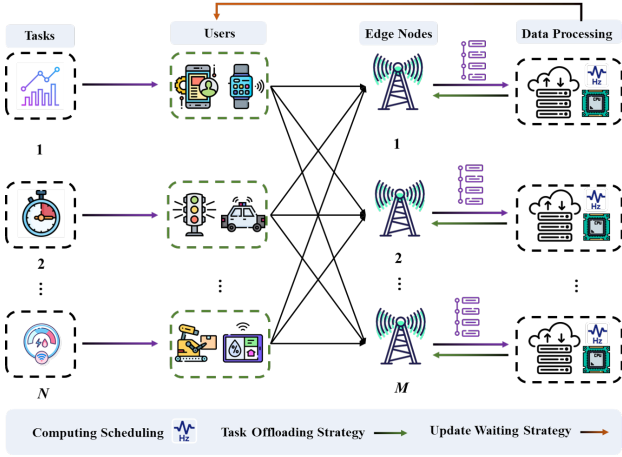 Tasks
Users
Edge Nodes
Data Processing
Hz
CPU
1
1
Hz
CPU
2
2
Hz
CPU
N
M
Computing Scheduling
Hz
Task Offloading Strategy
Update Waiting Strategy